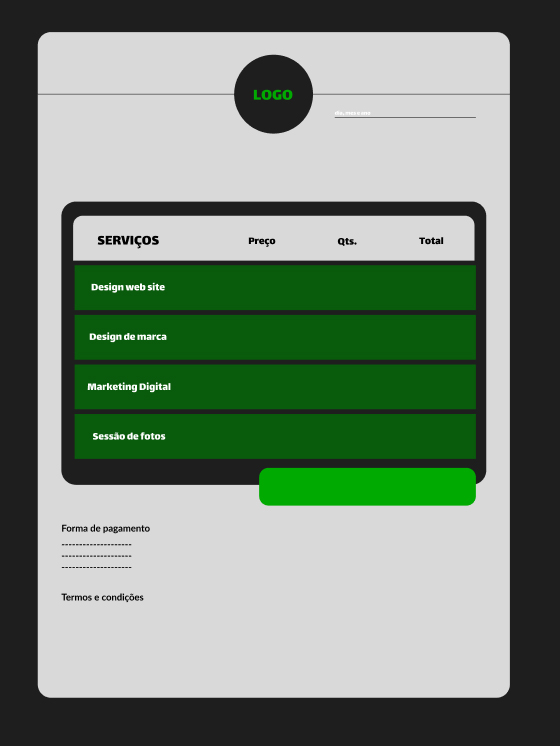 LOGO
dia, mes e ano
SERVIÇOS Preço Qts. Total
Design web site
Design de marca
Marketing Digital
Sessão de fotos
Forma de pagamento
--------------------
--------------------
--------------------
Termos e condições